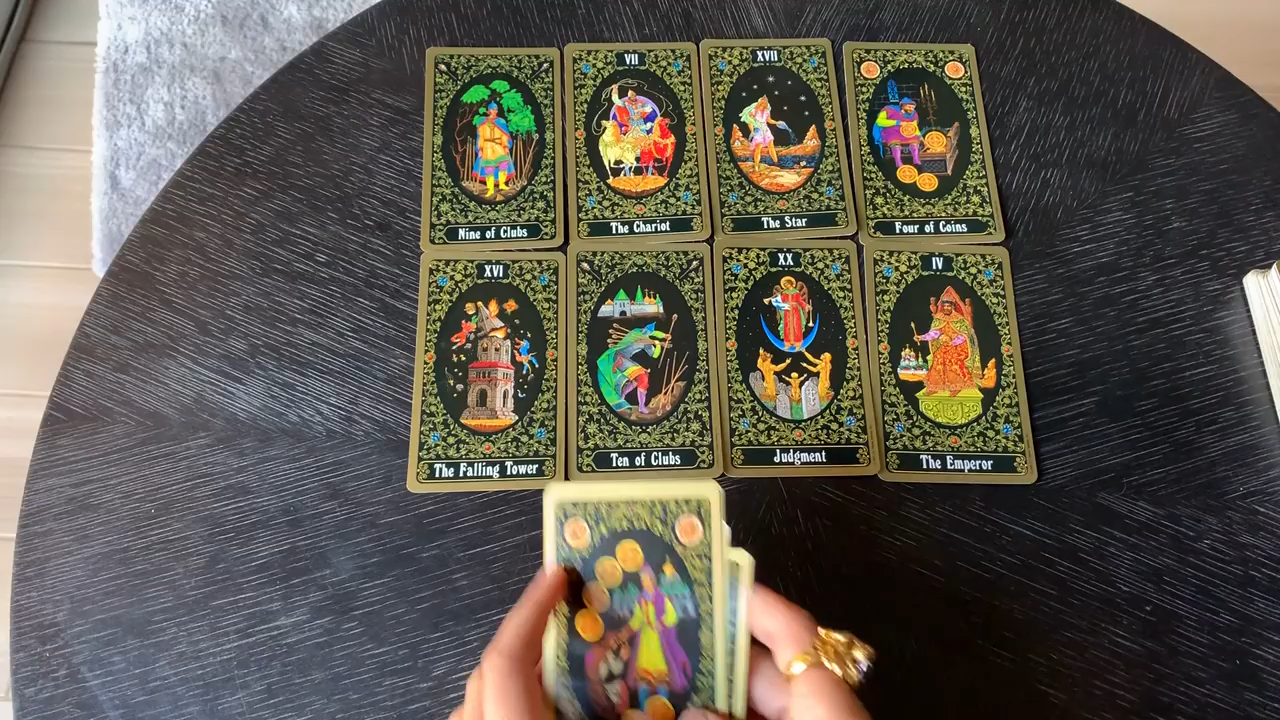 Nine of Clubs
VII
The Chariot
XVII
The Star
Four of Coins
XVI
The Falling Tower
Ten of Clubs
XX
Judgment
IV
The Emperor